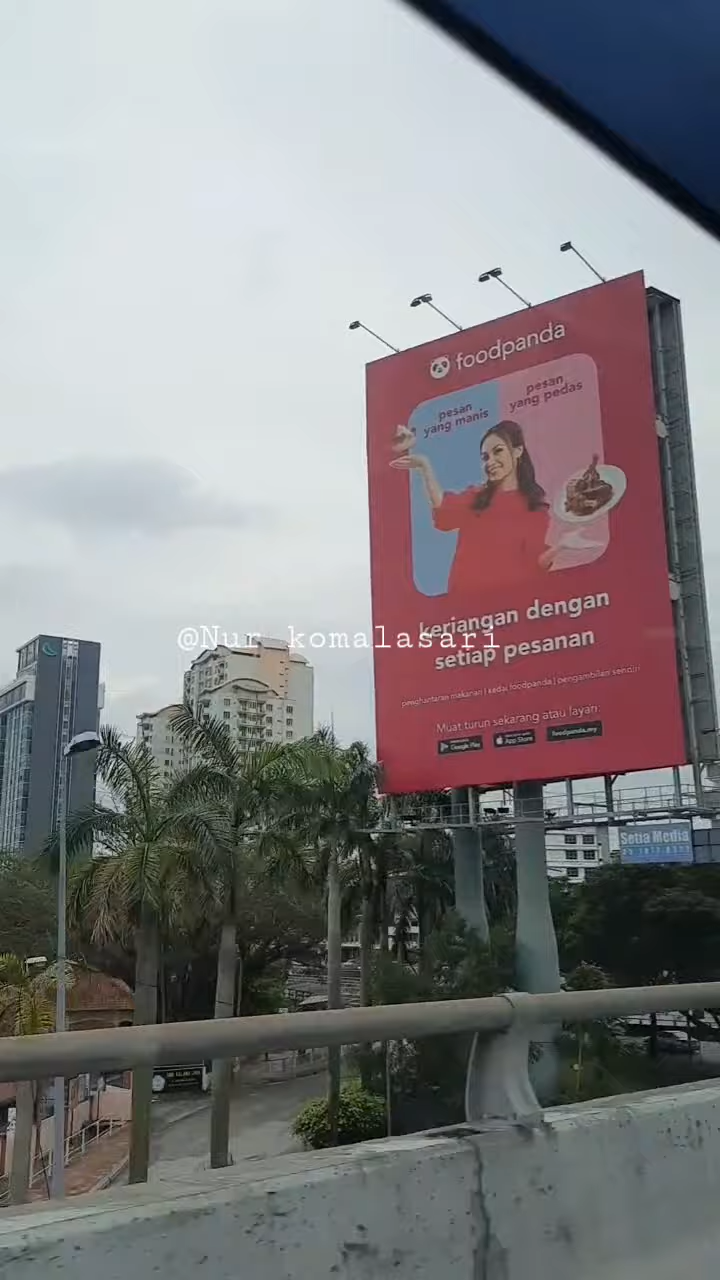 foodpanda
pesan
yang manis
pesan
yang pedas
@Nur komalasari
kerjangan dengan
setiap pesanan
penghantaran makanan | kedai foodpanda | pengambilan sendiri
Muat turun sekarang atau layari:
Google Play
App Store
foodpanda.my
Setia Media